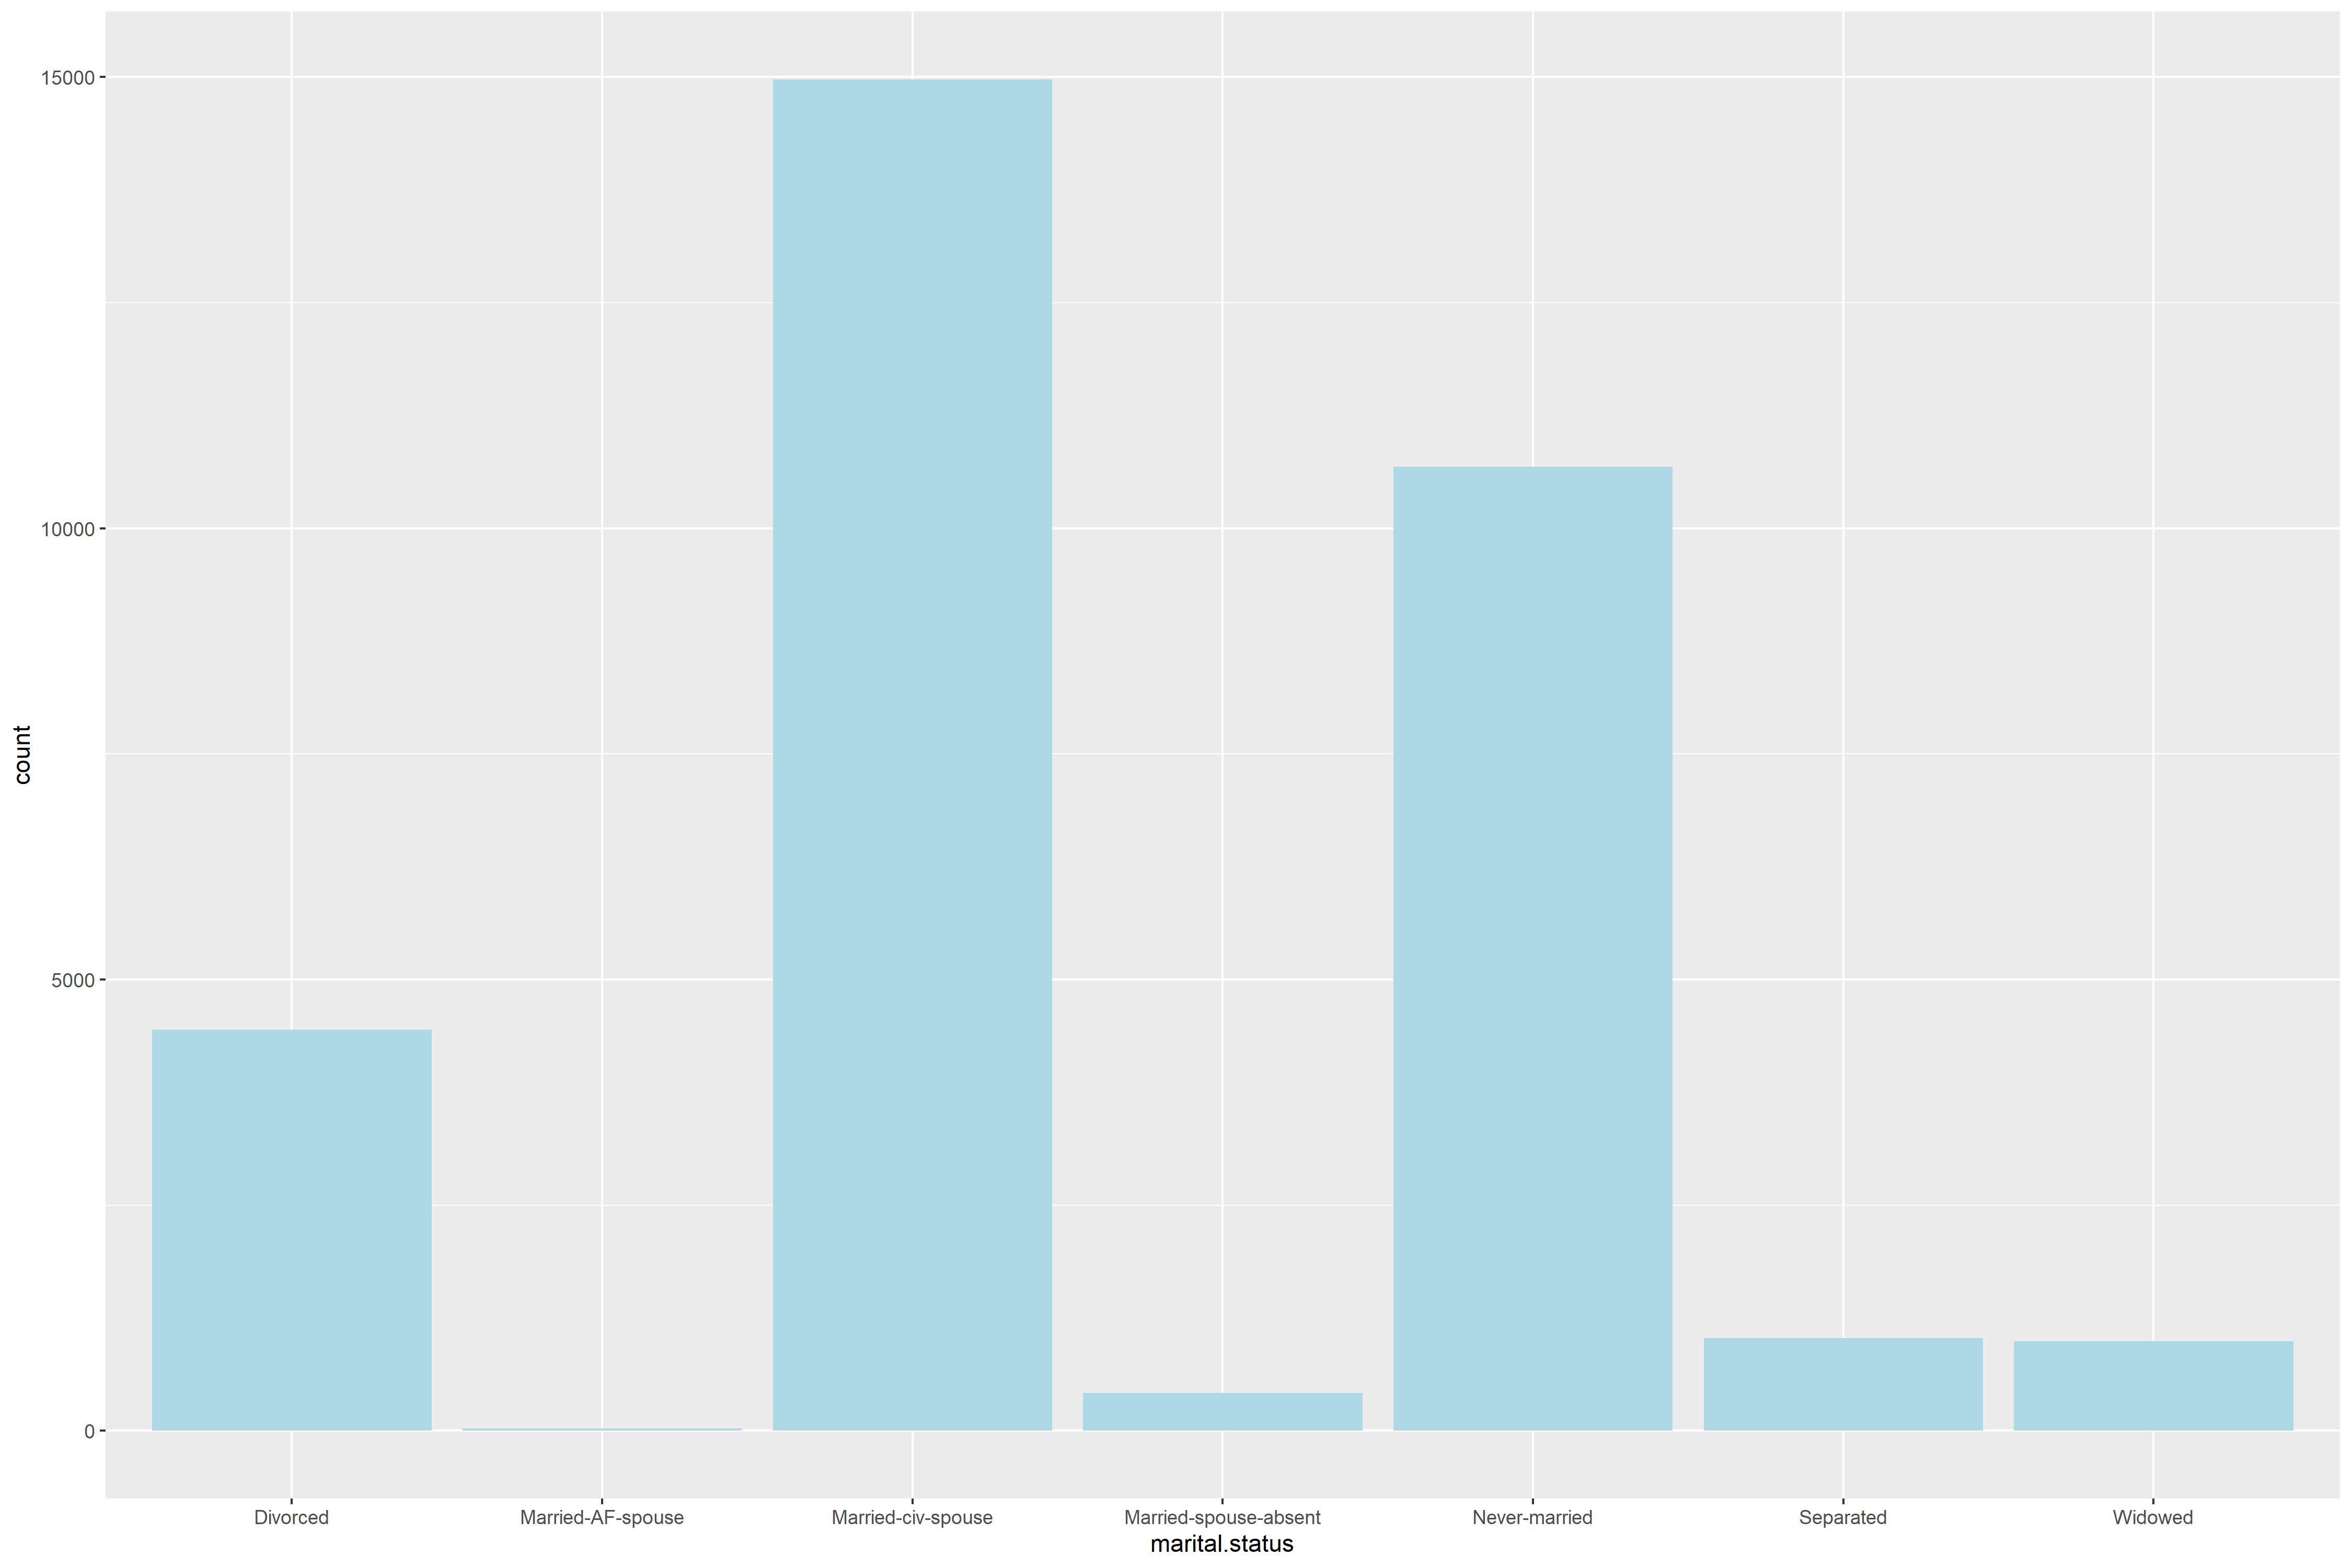 15000
10000
5000
0
count
Divorced Married-AF-spouse Married-civ-spouse Married-spouse-absent Never-married Separated Widowed
marital.status